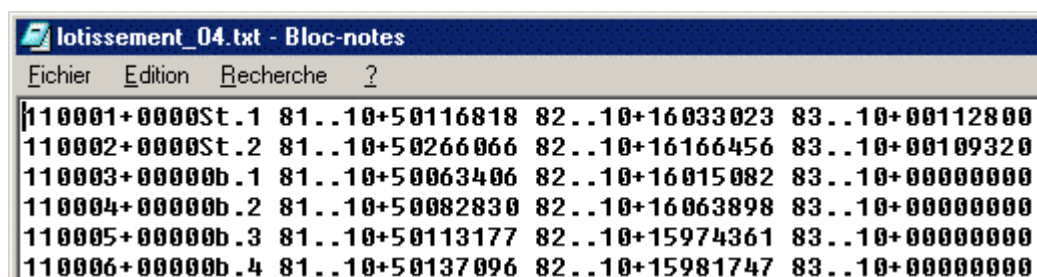 lotissement_04.txt - Bloc-notes
Fichier Edition Recherche ?
110001+0000St.1 81..10+50116818 82..10+16033023 83..10+00112800
110002+0000St.2 81..10+50266066 82..10+16166456 83..10+00109320
110003+00000b.1 81..10+50063406 82..10+16015082 83..10+00000000
110004+00000b.2 81..10+50082830 82..10+16063898 83..10+00000000
110005+00000b.3 81..10+50113177 82..10+15974361 83..10+00000000
110006+00000b.4 81..10+50137096 82..10+15981747 83..10+00000000